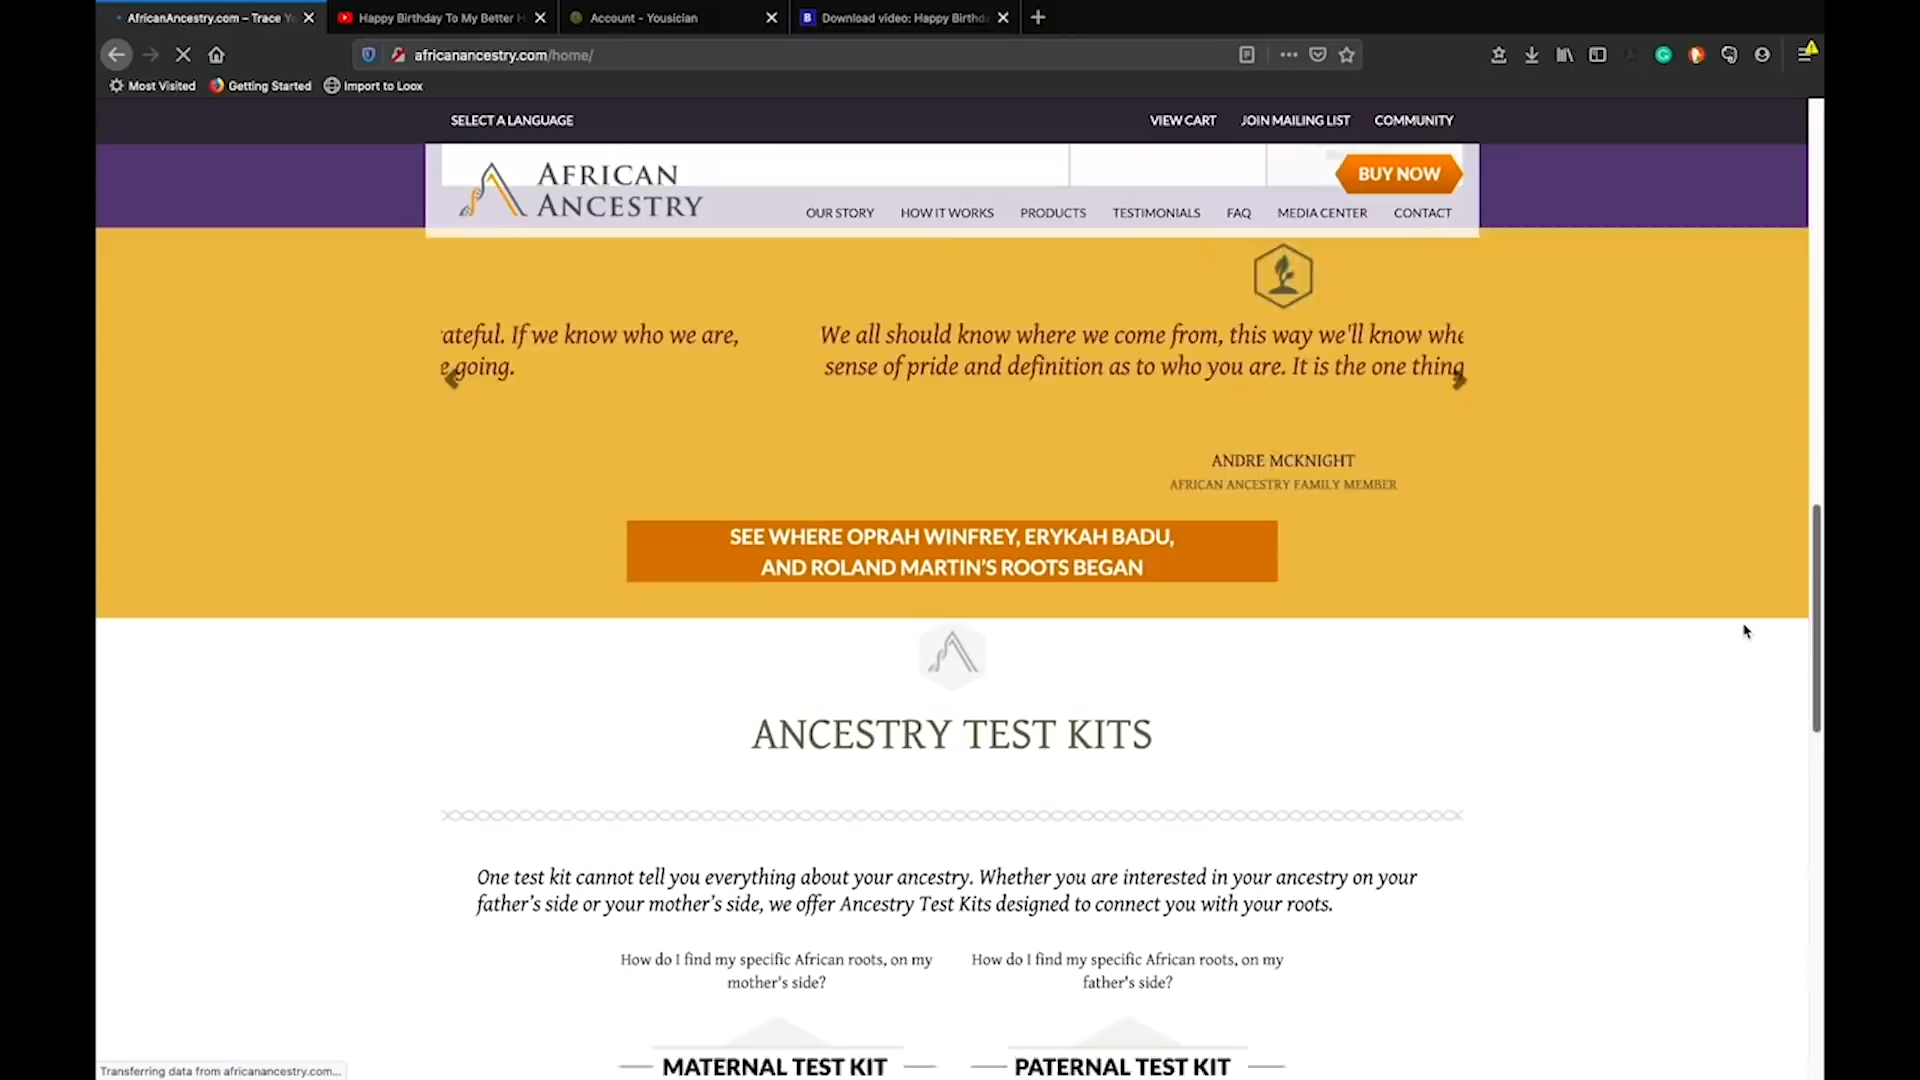 AfricanAncestry.com – Trace Y
Happy Birthday To My Better H
Account - Yousician
Download video: Happy Birthd
africanancestry.com/home/
Most Visited
Getting Started
Import to Loox
SELECT A LANGUAGE
VIEW CART
JOIN MAILING LIST
COMMUNITY
AFRICAN
ANCESTRY
BUY NOW
OUR STORY
HOW IT WORKS
PRODUCTS
TESTIMONIALS
FAQ
MEDIA CENTER
CONTACT
ateful. If we know who we are,
e going.
We all should know where we come from, this way we'll know whe
sense of pride and definition as to who you are. It is the one thing
ANDRE MCKNIGHT
AFRICAN ANCESTRY FAMILY MEMBER
SEE WHERE OPRAH WINFREY, ERYKAH BADU,
AND ROLAND MARTIN'S ROOTS BEGAN
ANCESTRY TEST KITS
One test kit cannot tell you everything about your ancestry. Whether you are interested in your ancestry on your
father's side or your mother's side, we offer Ancestry Test Kits designed to connect you with your roots.
How do I find my specific African roots, on my
mother's side?
How do I find my specific African roots, on my
father's side?
MATERNAL TEST KIT
PATERNAL TEST KIT
Transferring data from africanancestry.com...